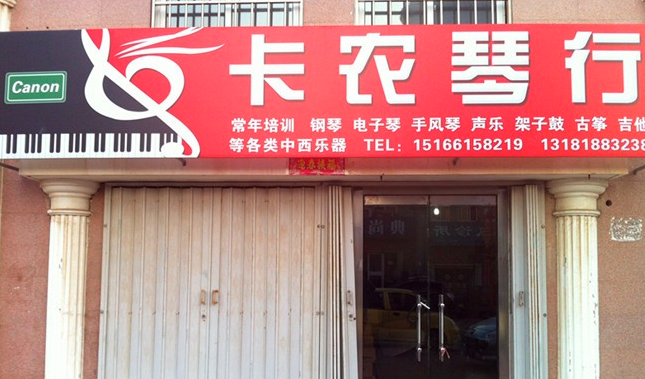 Canon
卡农琴行
常年培训 钢琴 电子琴 手风琴 声乐 架子鼓 古筝 吉他
等各类中西乐器 TEL：15166158219 13181883238